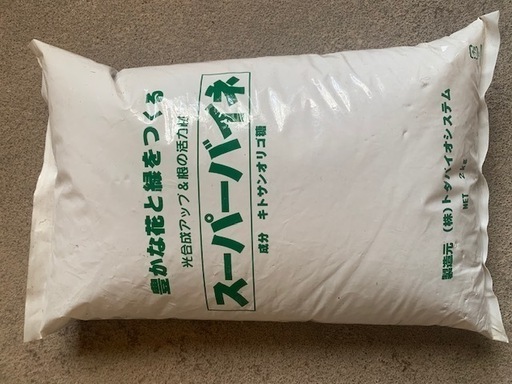 豊かな花と緑をつくる
光合成アップ&根の活力
スーパーバイネ
成分 キトサンオリゴ糖
製造元 (株)トダバイオシステム
NET